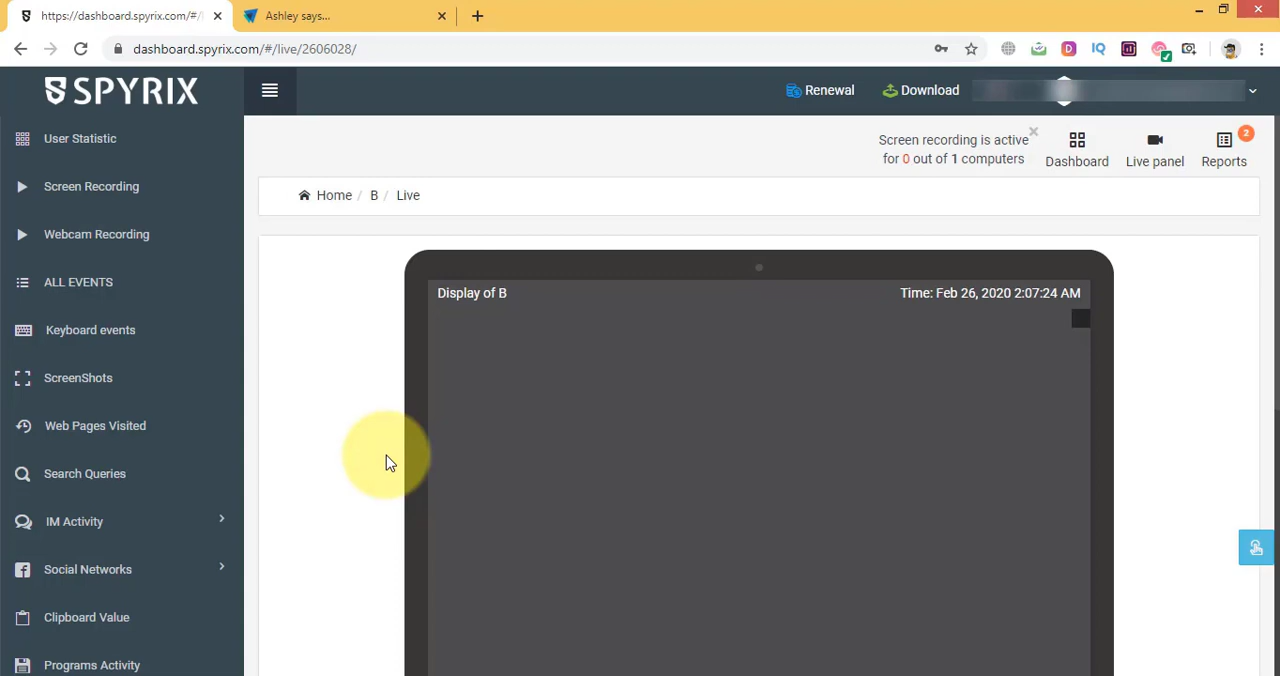 https://dashboard.spyrix.com/#/l
Ashley says...
dashboard.spyrix.com/#/live/2606028/
SPYRIX
Renewal
Download
User Statistic
Screen Recording
Webcam Recording
ALL EVENTS
Keyboard events
ScreenShots
Web Pages Visited
Search Queries
IM Activity
Social Networks
Clipboard Value
Programs Activity
Screen recording is active
for 0 out of 1 computers
Dashboard
Live panel
2
Reports
Home / B / Live
Display of B
Time: Feb 26, 2020 2:07:24 AM